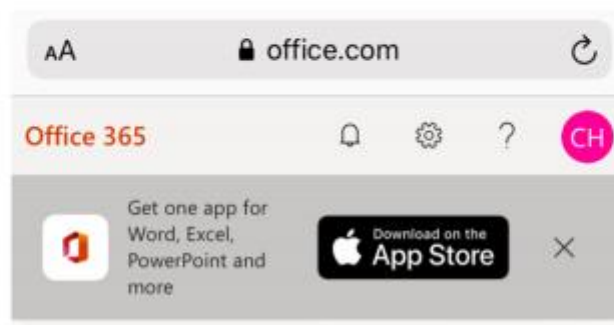 AA office.com
Office 365 ? CH
Get one app for
Word, Excel,
PowerPoint and
more
Download on the
App Store